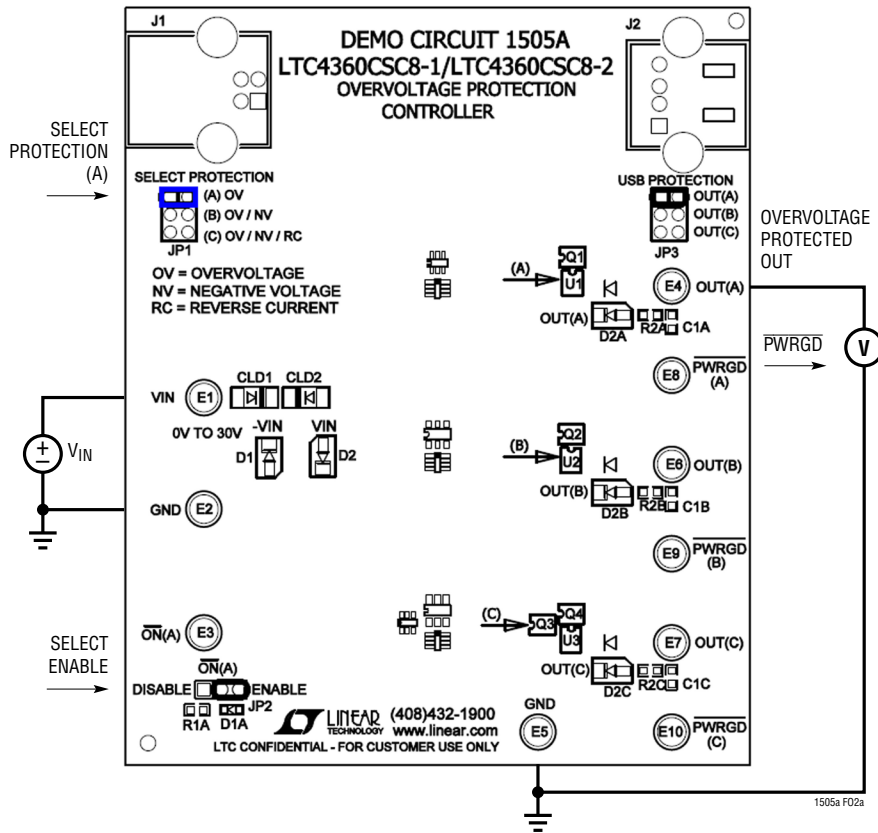 J1
J2
DEMO CIRCUIT 1505A
LTC4360CSC8-1/LTC4360CSC8-2
OVERVOLTAGE PROTECTION
CONTROLLER
SELECT
PROTECTION
(A)
SELECT PROTECTION
(A) OV
(B) OV / NV
(C) OV / NV / RC
JP1
OV = OVERVOLTAGE
NV = NEGATIVE VOLTAGE
RC = REVERSE CURRENT
USB PROTECTION
OUT(A)
OUT(B)
OUT(C)
JP3
OVERVOLTAGE
PROTECTED
OUT
(A)
Q1
U1
E4
OUT(A)
OUT(A)
D2A
R2A
C1A
PWRGD
V
E8
PWRGD
(A)
VIN
E1
CLD1
CLD2
0V TO 30V
-VIN
VIN
D1
D2
VIN
GND
E2
(B)
Q2
U2
E6
OUT(B)
OUT(B)
D2B
R2B
C1B
E9
PWRGD
(B)
(C)
Q3
Q4
U3
E7
OUT(C)
OUT(C)
D2C
R2C
C1C
E10
PWRGD
(C)
ON(A)
E3
SELECT
ENABLE
ON(A)
DISABLE
ENABLE
JP2
R1A
D1A
LINEAR
TECHNOLOGY
(408)432-1900
www.linear.com
LTC CONFIDENTIAL - FOR CUSTOMER USE ONLY
GND
E5
1505a F02a